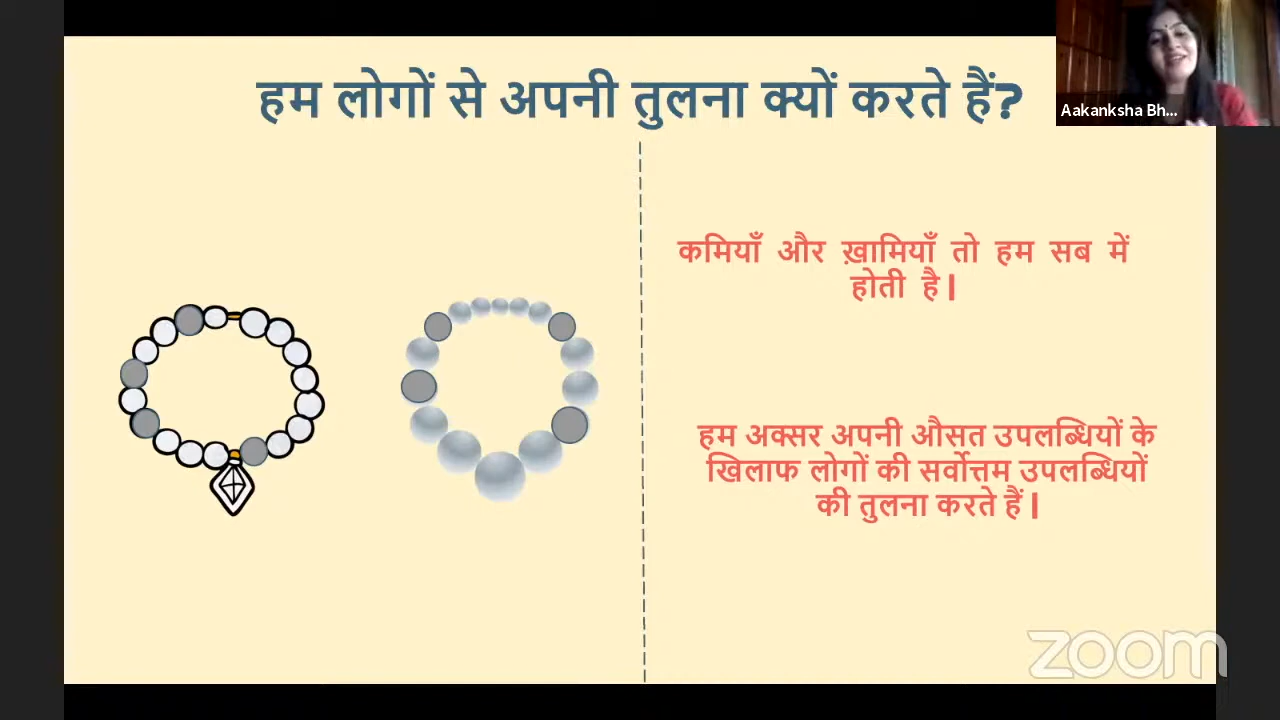 हम लोगों से अपनी तुलना क्यों करते हैं?
Aakanksha Bh...
कमियाँ और ख़ामियाँ तो हम सब में
होती है।
हम अक्सर अपनी औसत उपलब्धियों के
खिलाफ लोगों की सर्वोत्तम उपलब्धियों
की तुलना करते हैं।
zoom